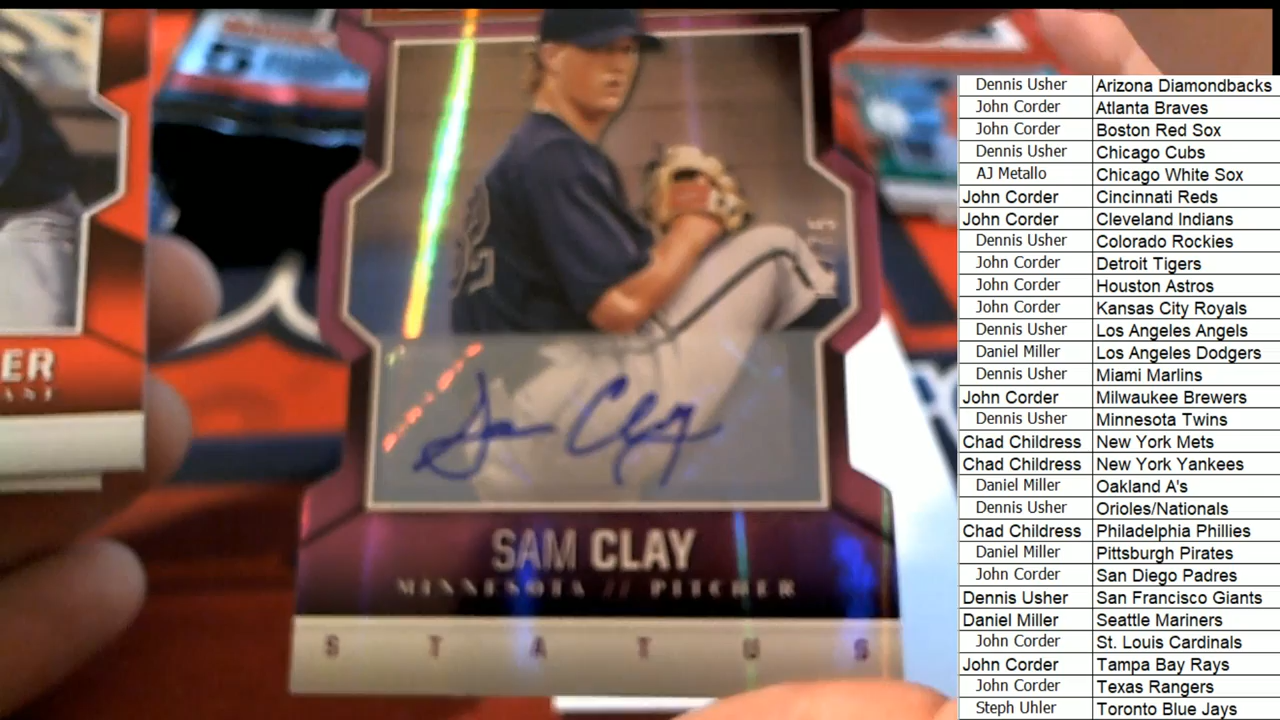 ER
Sam Clay
SAM CLAY
MINNESOTA // PITCHER
STATUS
Dennis Usher Arizona Diamondbacks
John Corder Atlanta Braves
John Corder Boston Red Sox
Dennis Usher Chicago Cubs
AJ Metallo Chicago White Sox
John Corder Cincinnati Reds
John Corder Cleveland Indians
Dennis Usher Colorado Rockies
John Corder Detroit Tigers
John Corder Houston Astros
John Corder Kansas City Royals
Dennis Usher Los Angeles Angels
Daniel Miller Los Angeles Dodgers
Dennis Usher Miami Marlins
John Corder Milwaukee Brewers
Dennis Usher Minnesota Twins
Chad Childress New York Mets
Chad Childress New York Yankees
Daniel Miller Oakland A's
Dennis Usher Orioles/Nationals
Chad Childress Philadelphia Phillies
Daniel Miller Pittsburgh Pirates
John Corder San Diego Padres
Dennis Usher San Francisco Giants
Daniel Miller Seattle Mariners
John Corder St. Louis Cardinals
John Corder Tampa Bay Rays
John Corder Texas Rangers
Steph Uhler Toronto Blue Jays